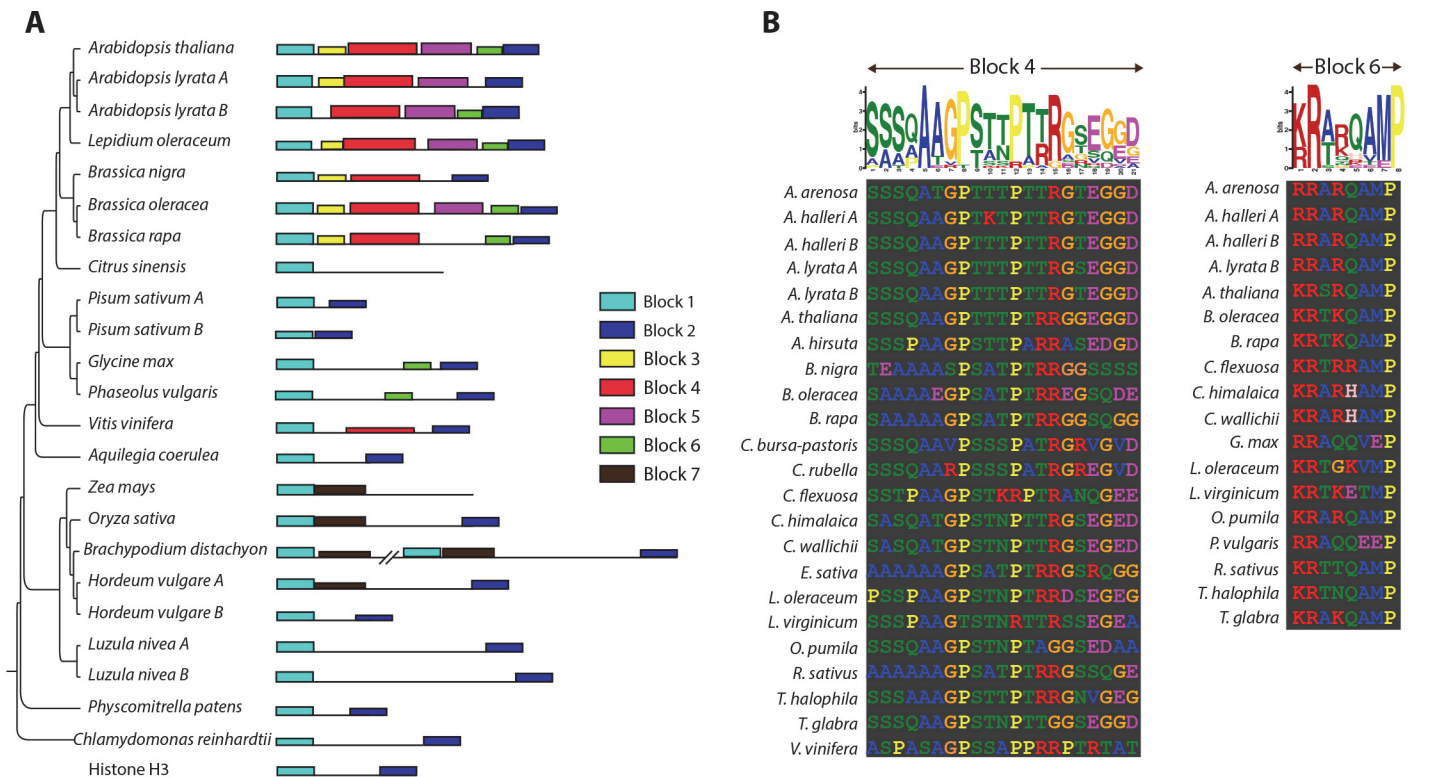 A
Arabidopsis thaliana
Arabidopsis lyrata A
Arabidopsis lyrata B
Lepidium oleraceum
Brassica nigra
Brassica oleracea
Brassica rapa
Citrus sinensis
Pisum sativum A
Pisum sativum B
Glycine max
Phaseolus vulgaris
Vitis vinifera
Aquilegia coerulea
Zea mays
Oryza sativa
Brachypodium distachyon
Hordeum vulgare A
Hordeum vulgare B
Luzula nivea A
Luzula nivea B
Physcomitrella patens
Chlamydomonas reinhardtii
Histone H3
Block 1
Block 2
Block 3
Block 4
Block 5
Block 6
Block 7
B
Block 4
bits
A. arenosa SSSQATGPTTTPTTRGTEGGD
A. halleri A SSSQAAGPTKTPTTRGTEGGD
A. halleri B SSSQAAGPTTTPTTRGTEGGD
A. lyrata A SSSQAAGPTTTPTTRGSEGGD
A. lyrata B SSSQAAGPTTTPTTRGTEGGD
A. thaliana SSSQAAGPTTTPTRRGGEGGD
A. hirsuta SSSPAAGPSTTPARRASEDGD
B. nigra TEAAAASPSATPTRRGGSSSS
B. oleracea SAAAAEGPSATPTRREGSQDE
B. rapa SAAAAAGPSATPTRRGGSQGG
C. bursa-pastoris SSSQAAVPSSSPATRGRVGVD
C. rubella SSSQAARPSSSPATRGREGVD
C. flexuosa SSTPAAGPSTKRPTRANQGEE
C. himalaica SASQATGPSTNPTTRGSEGED
C. wallichii SASQATGPSTNPTTRGSEGED
E. sativa AAAAAAGPSATPTRRGSRQGG
L. oleraceum PSSPAAGPSTNPTRRDSEGEG
L. virginicum SSSPAAGTSTNRTTRSSEGEA
O. pumila SSSQAAGPSTNPTAGGSEDAA
R. sativus AAAAAAGPSATPTRRGSSQGE
T. halophila SSSAAAGPSTTPTRRGNVGEG
T. glabra SSSQAAGPSTNPTTGGSEGGD
V. vinifera ASPASAGPSSAPPRRPTRTAT
Block 6
bits
A. arenosa RRARQAMP
A. halleri A RRARQAMP
A. halleri B RRARQAMP
A. lyrata B RRARQAMP
A. thaliana KRSRQAMP
B. oleracea KRTKQAMP
B. rapa KRTKQAMP
C. flexuosa KRTRRAMP
C. himalaica KRARHAMP
C. wallichii KRARHAMP
G. max RRAQQVEP
L. oleraceum KRTGKVMP
L. virginicum KRTKETMP
O. pumila KRARQAMP
P. vulgaris RRAQQEEP
R. sativus KRTTQAMP
T. halophila KRTNQAMP
T. glabra KRAKQAMP